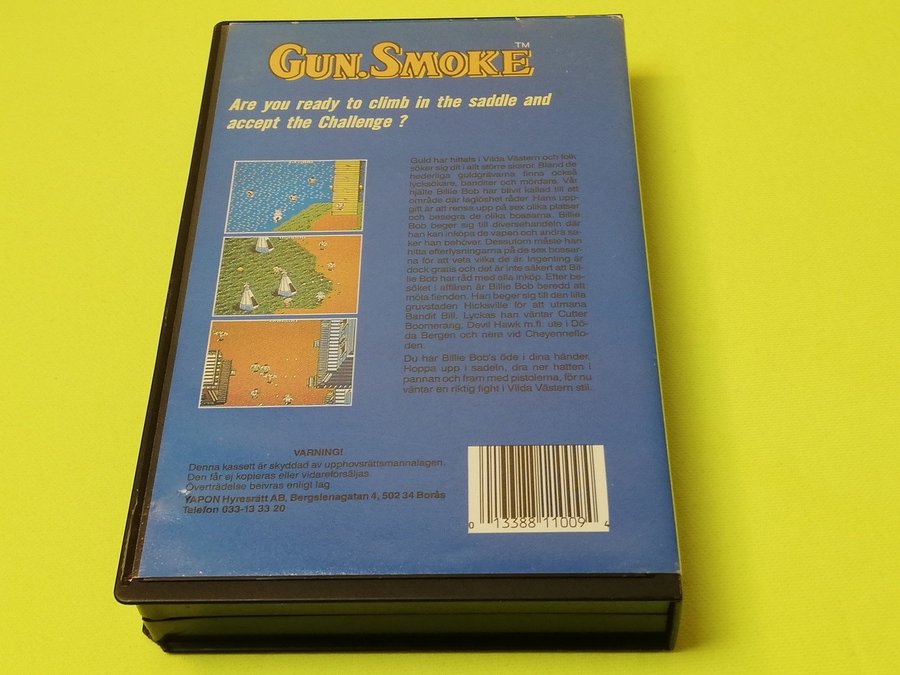 GUN.SMOKE™
Are you ready to climb in the saddle and
accept the Challenge ?
Guld har hittats i Vilda Västern och folk
söker sig dit i allt större skaror. Bland de
hederliga guldgrävarna finns också
lycksökare, banditer och mördare. Vår
hjälte Billie Bob har blivit kallad till ett
område där laglöshet råder. Hans upp-
gift är att rensa upp på sex olika platser
och besegra de olika bossarna. Billie
Bob beger sig till diversehandeln där
han kan inköpa de vapen och andra sa-
ker han behöver. Dessutom måste han
hitta efterlysningarna på de sex bossar-
na för att veta vilka de är. Ingenting är
dock gratis och det är inte säkert att Bil-
lie Bob har råd med alla inköp. Efter be-
söket i affären är Billie Bob beredd att
möta fienden. Han beger sig till den lilla
gruvstaden Hicksville för att utmana
Bandit Bill. Lyckas han väntar Cutter
Boomerang, Devil Hawk m.fl. ute i Dö-
da Bergen och nere vid Cheyenneflo-
den.
Du har Billie Bob's öde i dina händer.
Hoppa upp i sadeln, dra ner hatten i
pannan och fram med pistolerna, för nu
väntar en riktig fight i Vilda Västern stil.
VARNING!
Denna kassett är skyddad av upphovsrättsmannalagen.
Den får ej kopieras eller vidareförsäljas.
Överträdelse beivras enligt lag.
YAPON Hyresrätt AB, Bergslenagatan 4, 502 34 Borås
Telefon 033-13 33 20
0 13388 11009 4